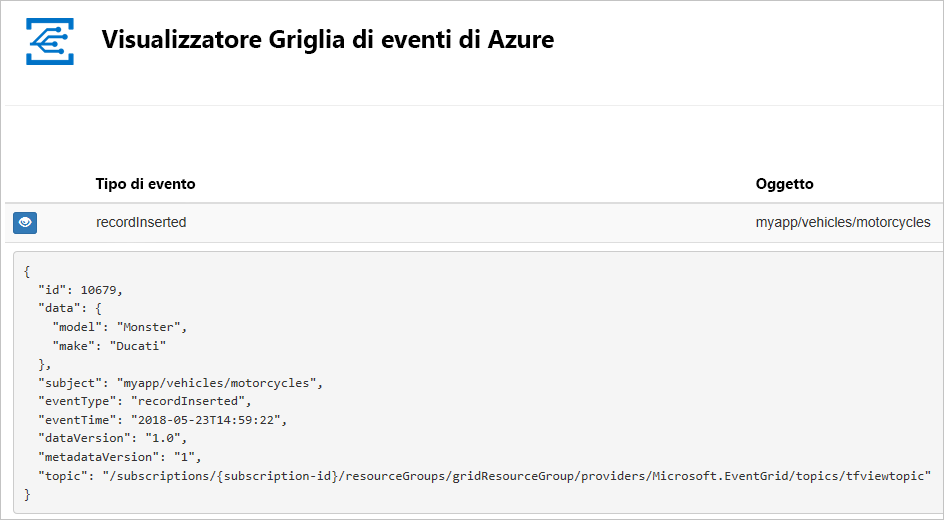 Visualizzatore Griglia di eventi di Azure
Tipo di evento Oggetto
recordInserted myapp/vehicles/motorcycles
{
  "id": 10679,
  "data": {
    "model": "Monster",
    "make": "Ducati"
  },
  "subject": "myapp/vehicles/motorcycles",
  "eventType": "recordInserted",
  "eventTime": "2018-05-23T14:59:22",
  "dataVersion": "1.0",
  "metadataVersion": "1",
  "topic": "/subscriptions/{subscription-id}/resourceGroups/gridResourceGroup/providers/Microsoft.EventGrid/topics/tfviewtopic"
}